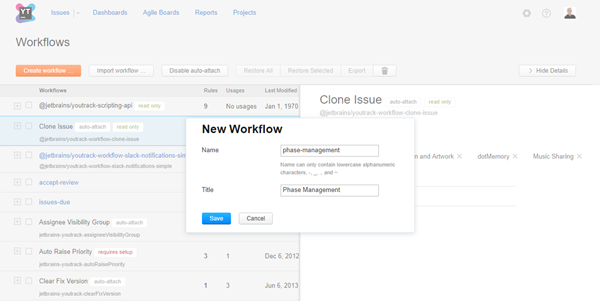 YT
Issues
Dashboards
Agile Boards
Reports
Projects
Workflows
Create workflow ...
Import workflow ...
Disable auto-attach
Restore All
Restore Selected
Export
> Hide Details
Workflows Rules Usages Last Modified
@jetbrains/youtrack-scripting-api read only 9 No usages Jan 1, 1970
Clone Issue auto-attach read only
@jetbrains/youtrack-workflow-clone-issue
@jetbrains/youtrack-workflow-slack-notifications-sim
@jetbrains/youtrack-workflow-slack-notifications-simple
accept-review
issues-due
Assignee Visibility Group auto-attach
jetbrains-youtrack-assigneeVisibilityGroup
Auto Raise Priority requires setup 3 1 Dec 6, 2012
jetbrains-youtrack-autoRaisePriority
Clear Fix Version auto-attach 1 3 Jun 6, 2013
jetbrains-youtrack-clearFixVersion
Clone Issue auto-attach read only
@jetbrains/youtrack-workflow-clone-issue
n and Artwork × dotMemory × Music Sharing ×
New Workflow
Name phase-management
Name can only contain lowercase alphanumeric
characters, -, _, ., and ~
Title Phase Management
Save Cancel